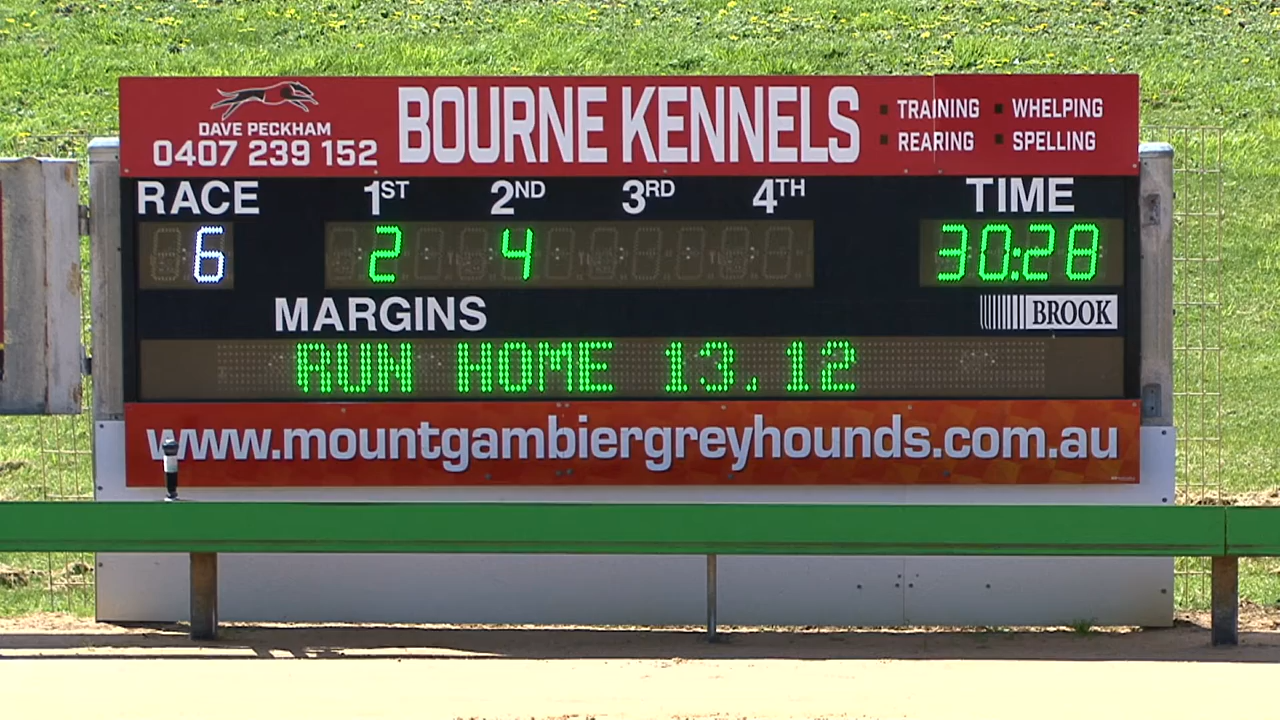 DAVE PECKHAM
0407 239 152
BOURNE KENNELS
TRAINING WHELPING
REARING SPELLING
RACE 1ST 2ND 3RD 4TH TIME
6 2 4 30:28
MARGINS
BROOK
RUN HOME 13.12
www.mountgambiergreyhounds.com.au